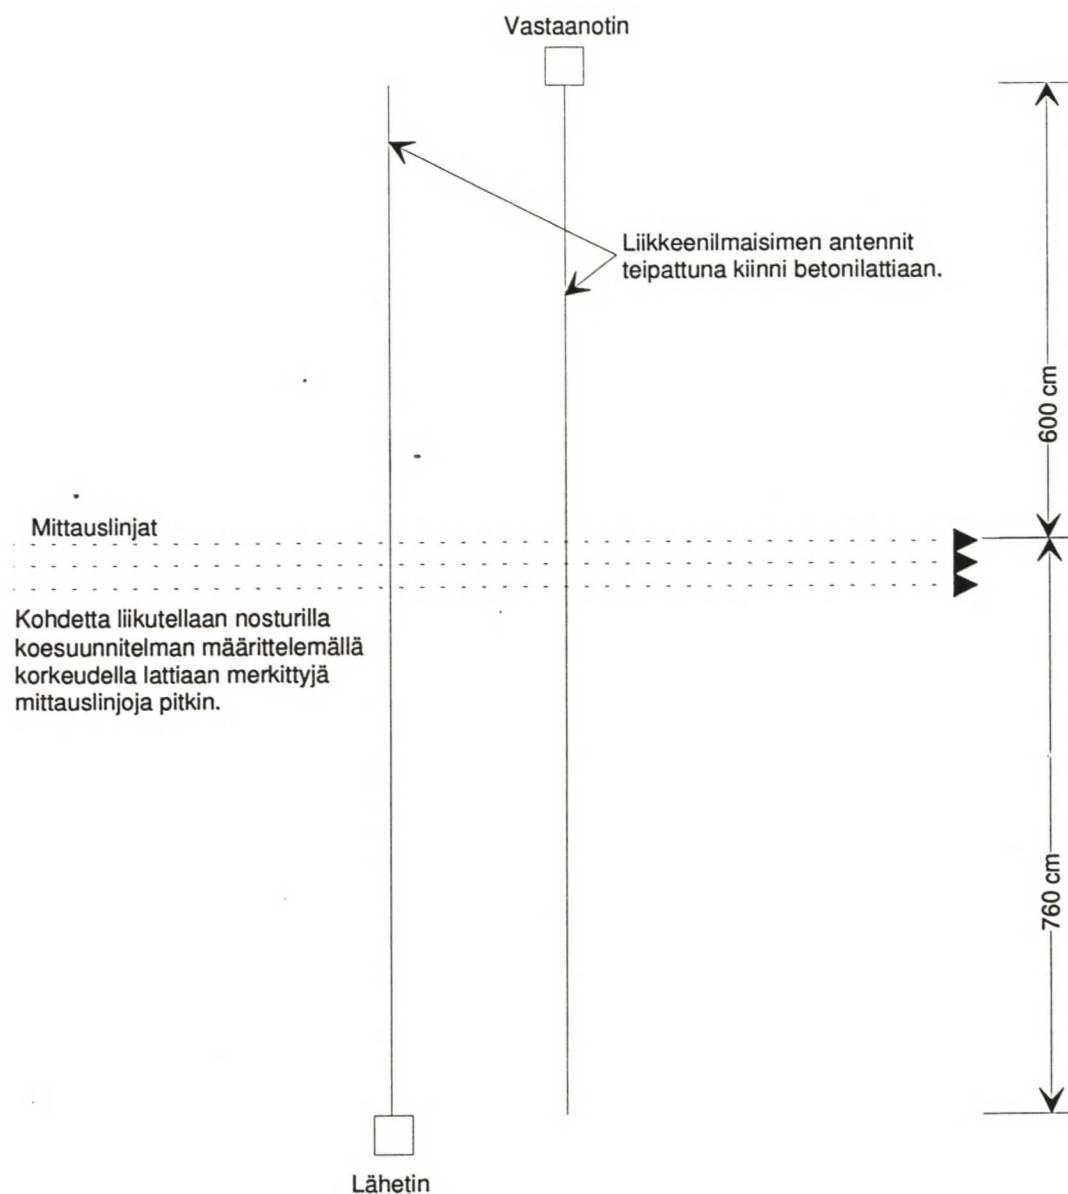 Vastaanotin
Liikkeenilmaisimen antennit
teipattuna kiinni betonilattiaan.
600 cm
Mittauslinjat
Kohdetta liikutellaan nosturilla
koesuunnitelman määrittelemällä
korkeudella lattiaan merkittyjä
mittauslinjoja pitkin.
760 cm
Lähetin